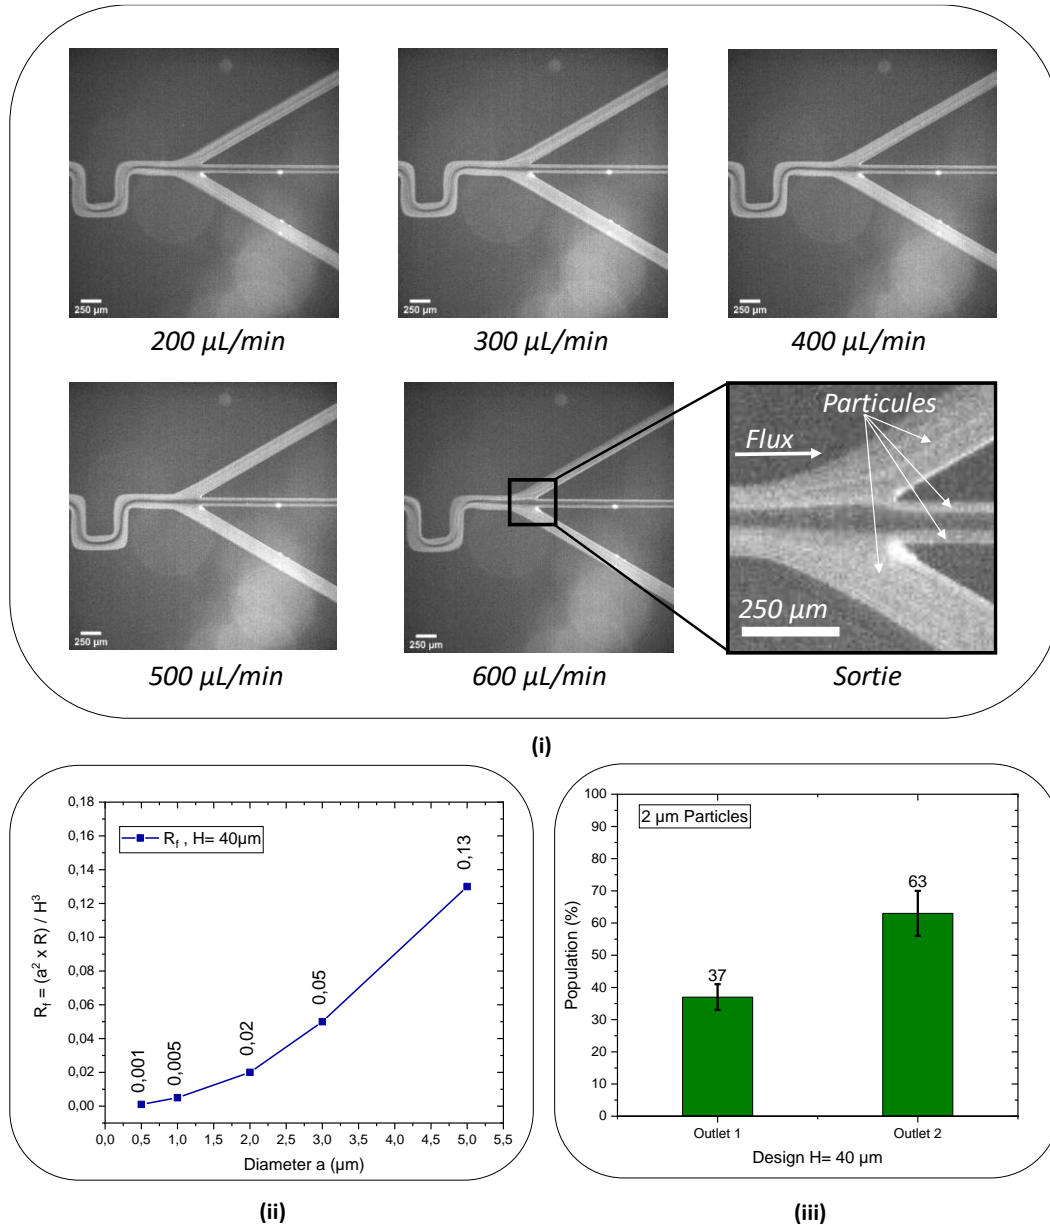 250 µm
200 µL/min
250 µm
300 µL/min
250 µm
400 µL/min
250 µm
500 µL/min
250 µm
600 µL/min
Particules
Flux
250 µm
Sortie
(i)
0,18
0,16
0,14
0,12
0,10
0,08
0,06
0,04
0,02
0,00
R_f = (a² x R) / H³
R_f , H= 40µm
0,001
0,005
0,02
0,05
0,13
0,0 0,5 1,0 1,5 2,0 2,5 3,0 3,5 4,0 4,5 5,0 5,5
Diameter a (µm)
(ii)
100
90
80
70
60
50
40
30
20
10
0
Population (%)
2 µm Particles
37
63
Outlet 1 Outlet 2
Design H= 40 µm
(iii)